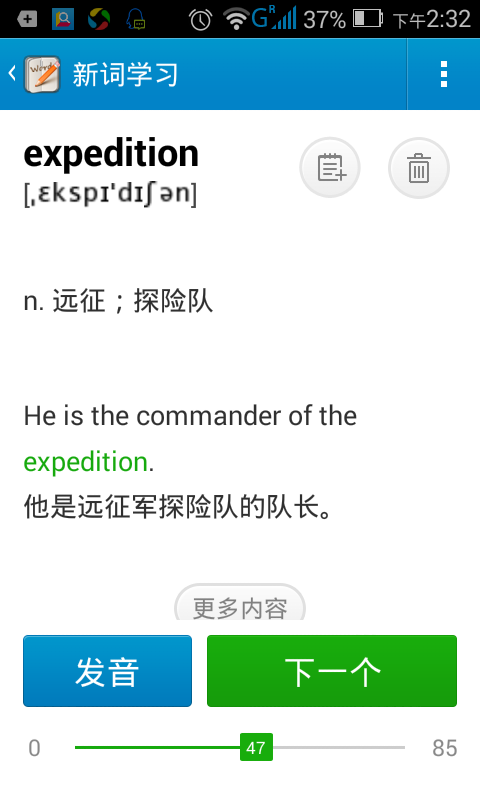 G R 37% 下午2:32
Words 新词学习
expedition
[ˌɛkspɪ'dɪʃən]
n. 远征；探险队
He is the commander of the
expedition.
他是远征军探险队的队长。
更多内容
发音 下一个
0 47 85